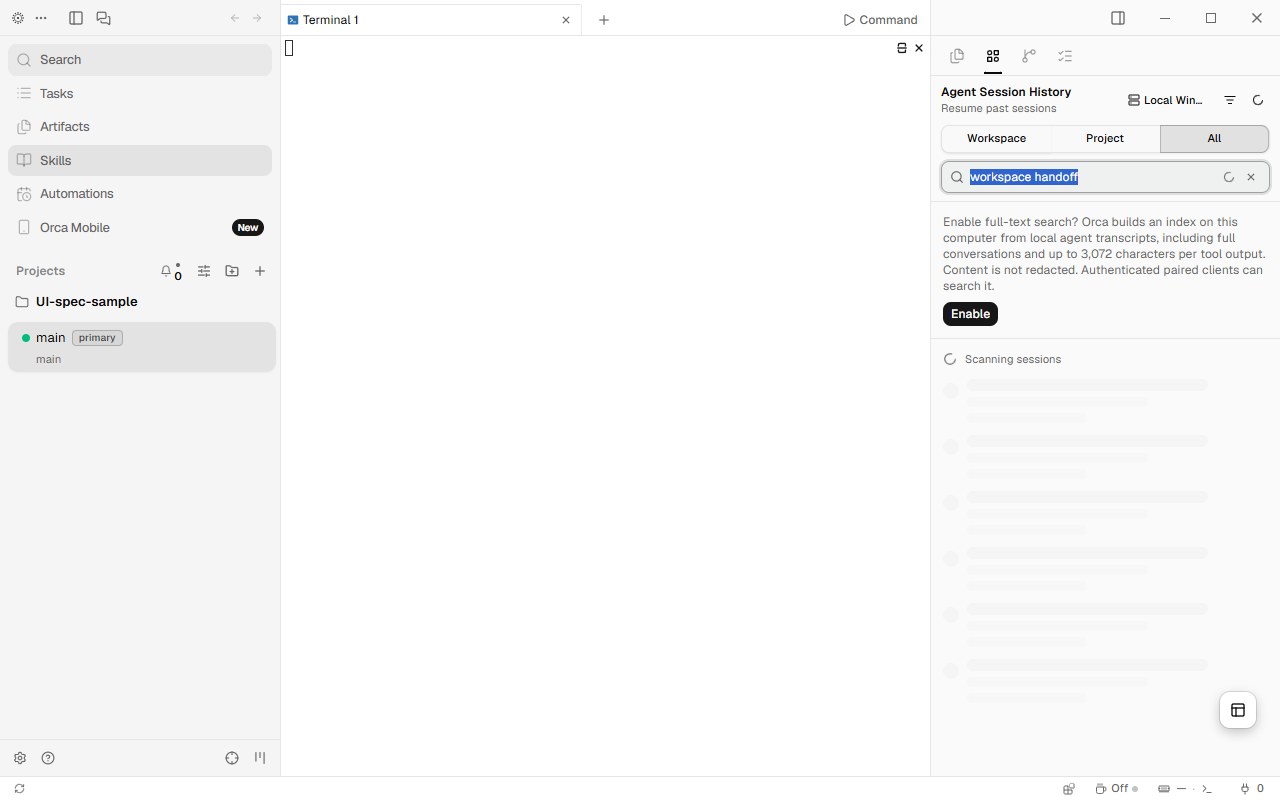 Terminal 1
Command
Search
Tasks
Artifacts
Skills
Automations
Orca Mobile
New
Projects
0
UI-spec-sample
main
primary
main
Agent Session History
Resume past sessions
Local Win...
Workspace
Project
All
workspace handoff
Enable full-text search? Orca builds an index on this
computer from local agent transcripts, including full
conversations and up to 3,072 characters per tool output.
Content is not redacted. Authenticated paired clients can
search it.
Enable
Scanning sessions
Off
0